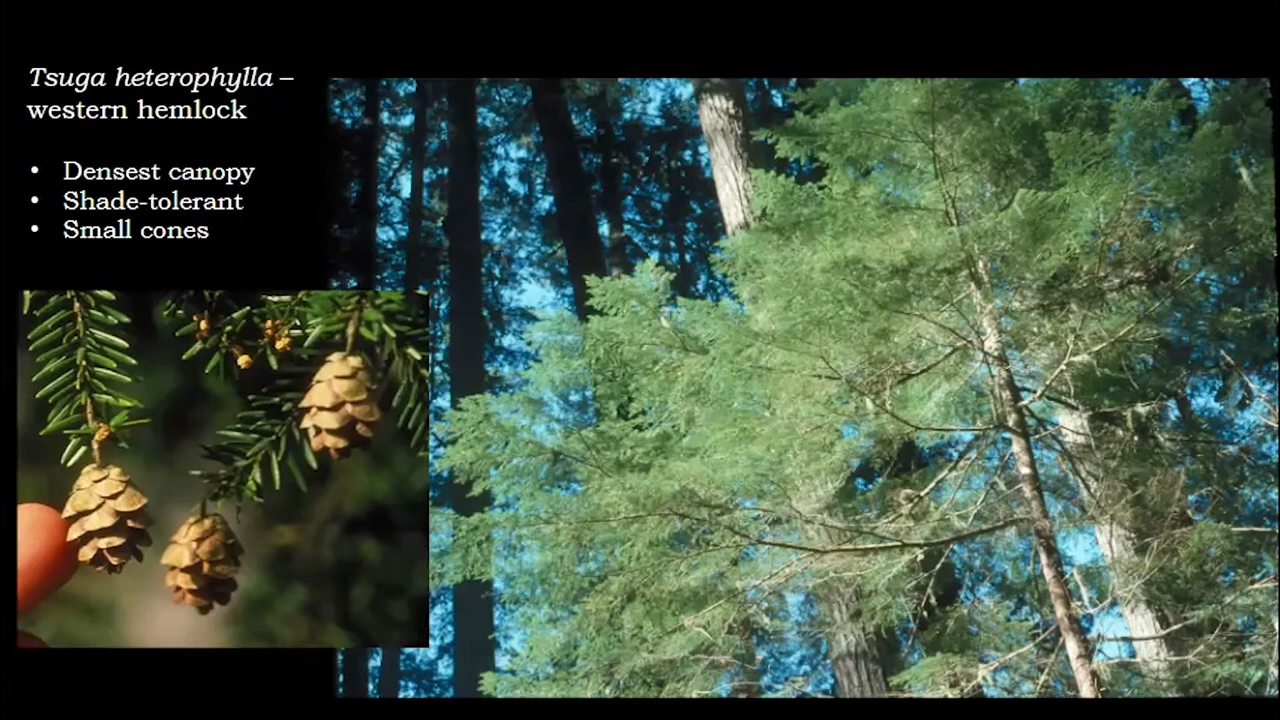 Tsuga heterophylla –
western hemlock
• Densest canopy
• Shade-tolerant
• Small cones